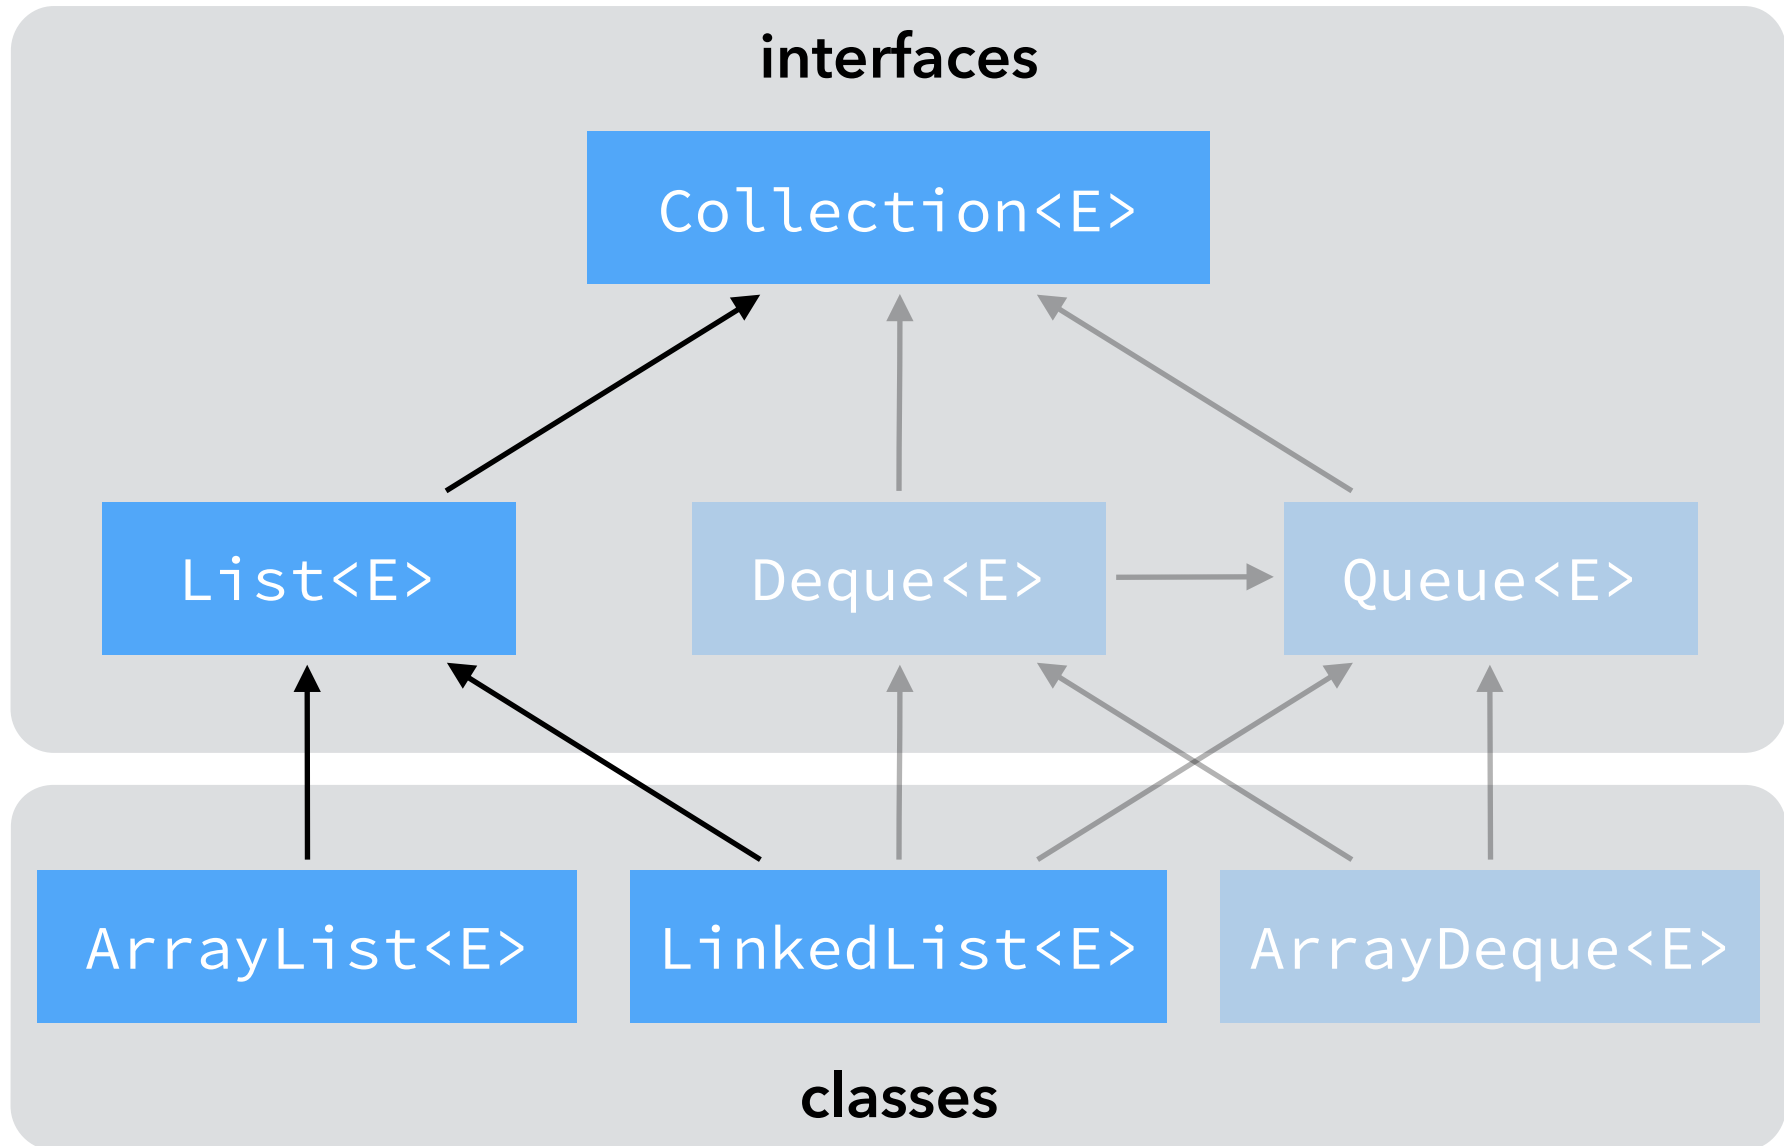 interfaces
Collection<E>
List<E>
Deque<E>
Queue<E>
ArrayList<E>
LinkedList<E>
ArrayDeque<E>
classes